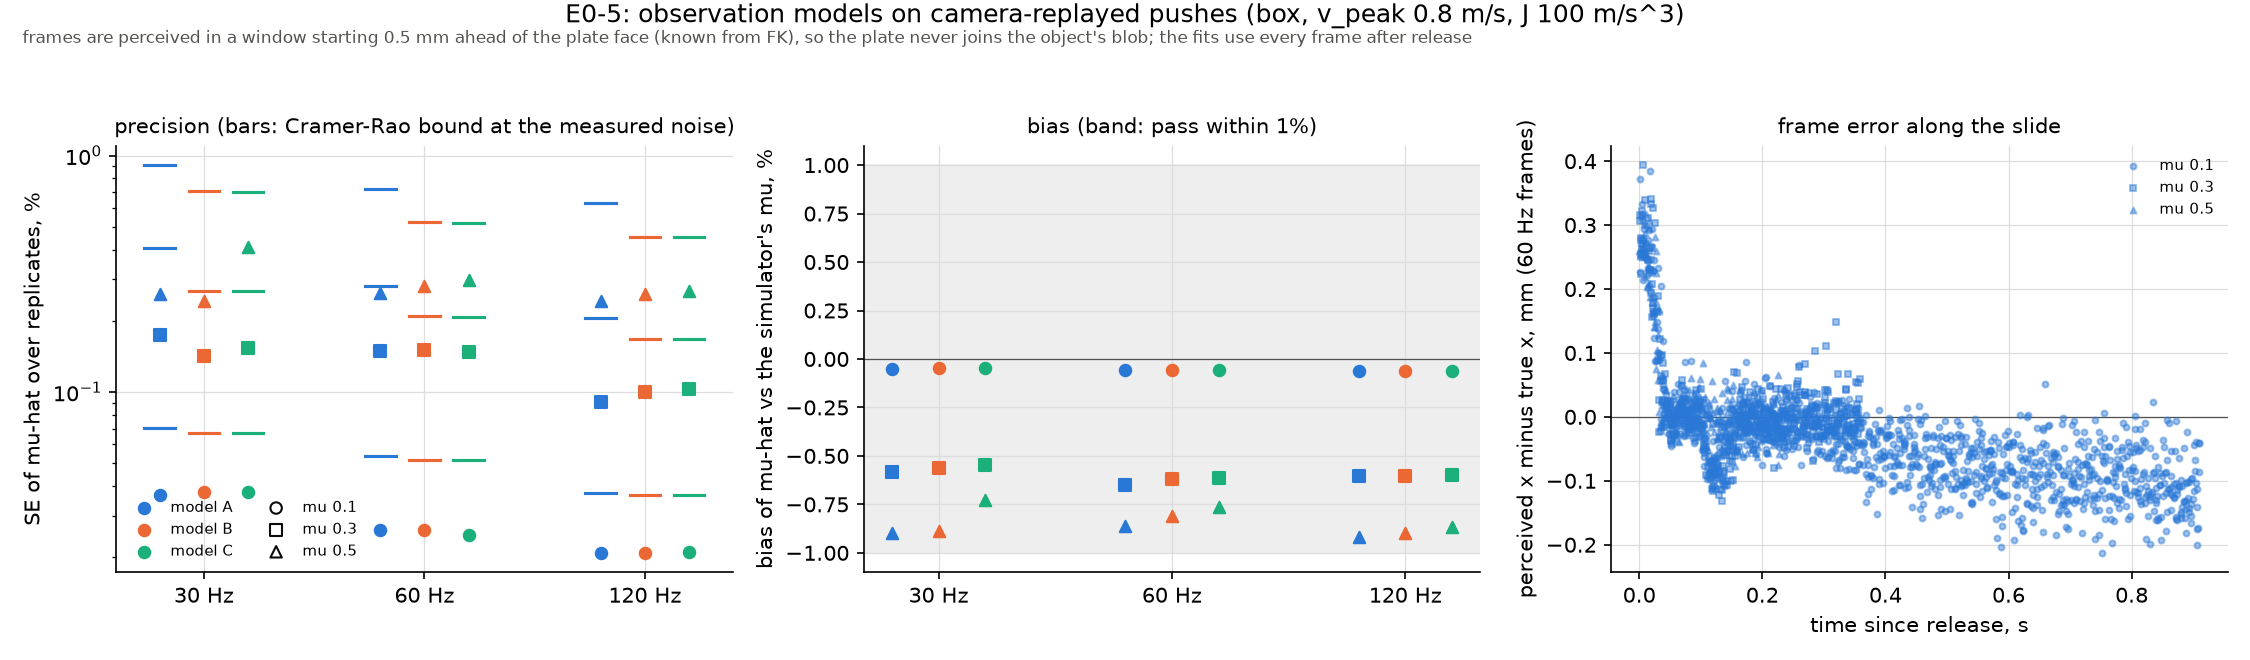 E0-5: observation models on camera-replayed pushes (box, v_peak 0.8 m/s, J 100 m/s^3)
frames are perceived in a window starting 0.5 mm ahead of the plate face (known from FK), so the plate never joins the object's blob; the fits use every frame after release
precision (bars: Cramer-Rao bound at the measured noise)
SE of mu-hat over replicates, %
10^0
10^-1
model A
model B
model C
mu 0.1
mu 0.3
mu 0.5
30 Hz
60 Hz
120 Hz
bias (band: pass within 1%)
bias of mu-hat vs the simulator's mu, %
1.00
0.75
0.50
0.25
0.00
−0.25
−0.50
−0.75
−1.00
30 Hz
60 Hz
120 Hz
frame error along the slide
perceived x minus true x, mm (60 Hz frames)
0.4
0.3
0.2
0.1
0.0
−0.1
−0.2
mu 0.1
mu 0.3
mu 0.5
0.0
0.2
0.4
0.6
0.8
time since release, s